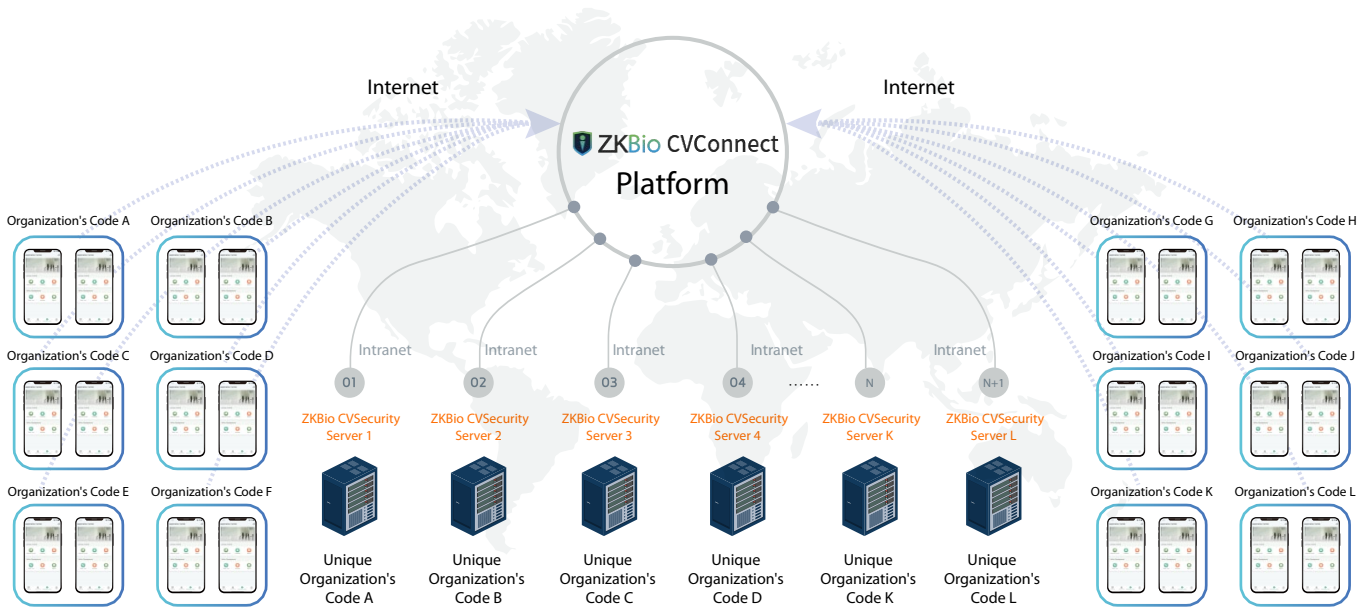 Internet
Internet
ZKBio CVConnect
Platform
Organization's Code A
Organization's Code B
Organization's Code G
Organization's Code H
Organization's Code C
Organization's Code D
Organization's Code I
Organization's Code J
Organization's Code E
Organization's Code F
Organization's Code K
Organization's Code L
Intranet
Intranet
Intranet
Intranet
Intranet
01
02
03
04
......
N
N+1
ZKBio CVSecurity
Server 1
ZKBio CVSecurity
Server 2
ZKBio CVSecurity
Server 3
ZKBio CVSecurity
Server 4
ZKBio CVSecurity
Server K
ZKBio CVSecurity
Server L
Unique
Organization's
Code A
Unique
Organization's
Code B
Unique
Organization's
Code C
Unique
Organization's
Code D
Unique
Organization's
Code K
Unique
Organization's
Code L